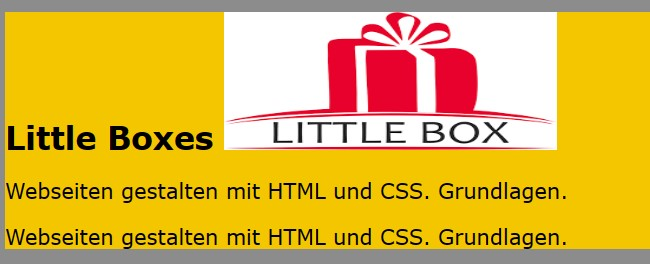 Little Boxes
LITTLE BOX
Webseiten gestalten mit HTML und CSS. Grundlagen.
Webseiten gestalten mit HTML und CSS. Grundlagen.